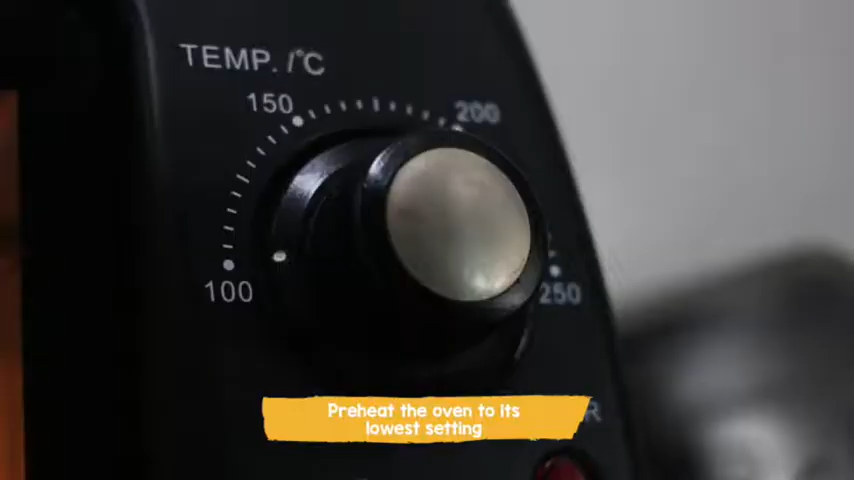 TEMP. /°C
150
200
100
250
R
Preheat the oven to its
lowest setting